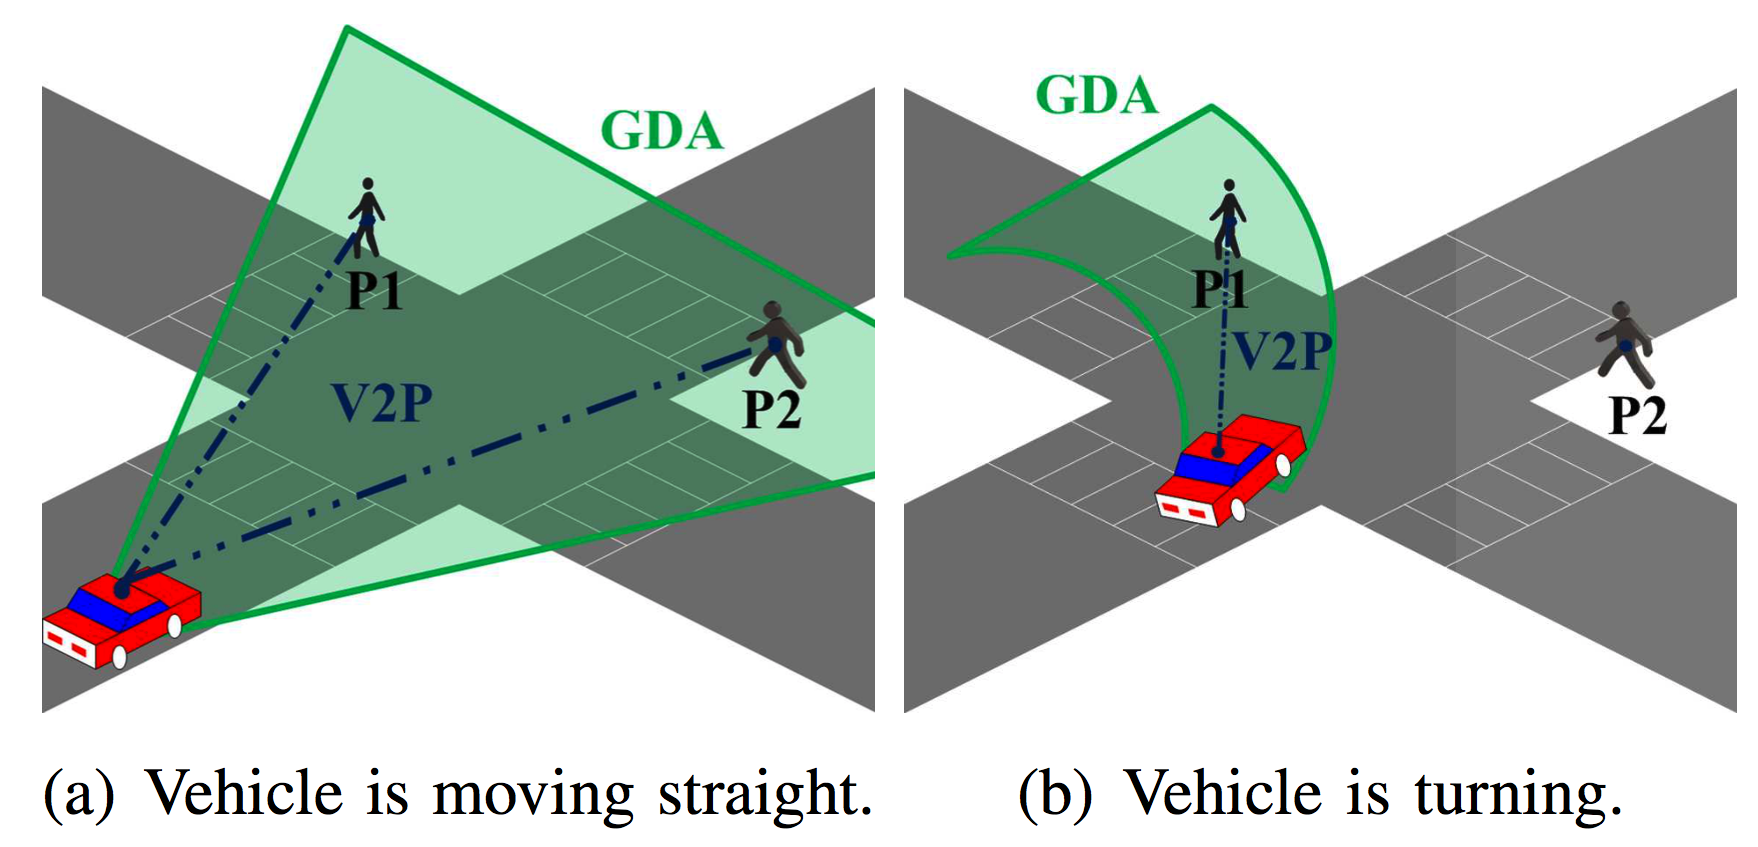 GDA
P1
V2P
P2
(a) Vehicle is moving straight.
GDA
P1
V2P
P2
(b) Vehicle is turning.